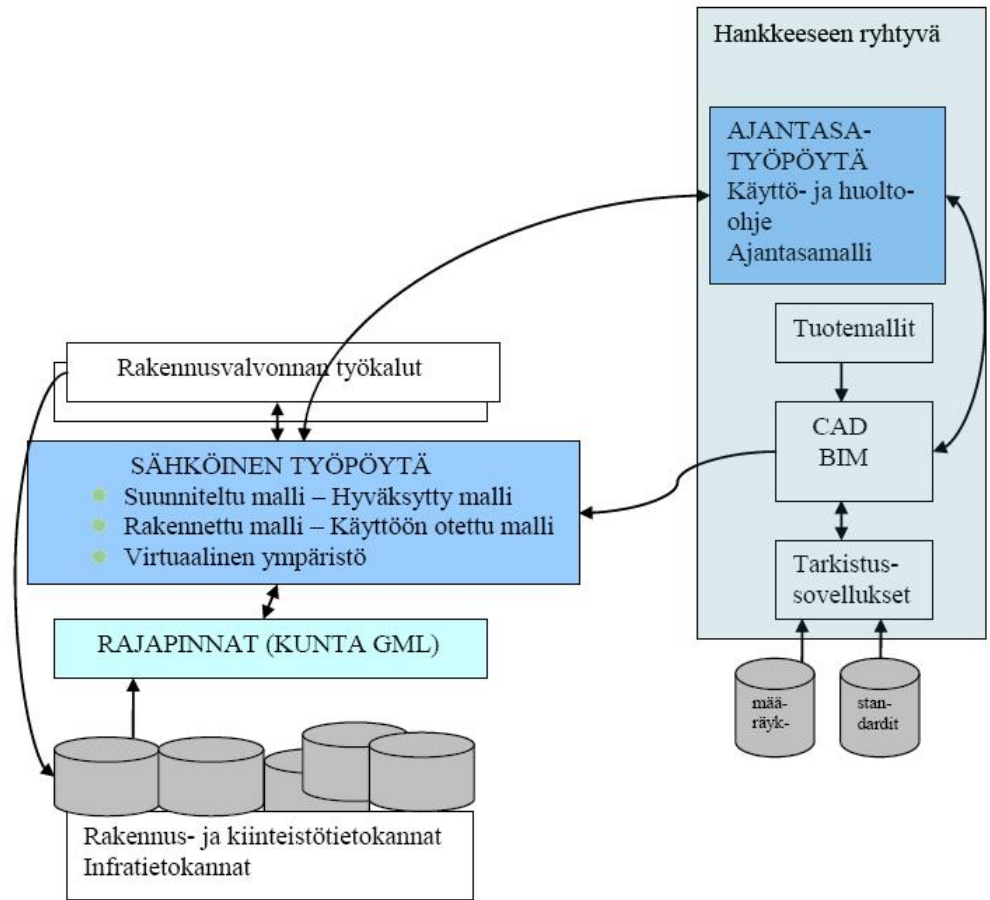 Hankkeeseen ryhtyvä
AJANTASA-
TYÖPÖYTÄ
Käyttö- ja huolto-
ohje
Ajantasamalli
Tuotemallit
CAD
BIM
Tarkistus-
sovellukset
mää-
räyk-
stan-
dardit
Rakennusvalvonnan työkalut
SÄHKÖINEN TYÖPÖYTÄ
Suunniteltu malli – Hyväksytty malli
Rakennettu malli – Käyttöön otettu malli
Virtuaalinen ympäristö
RAJAPINNAT (KUNTA GML)
Rakennus- ja kiinteistötietokannat
Infratietokannat